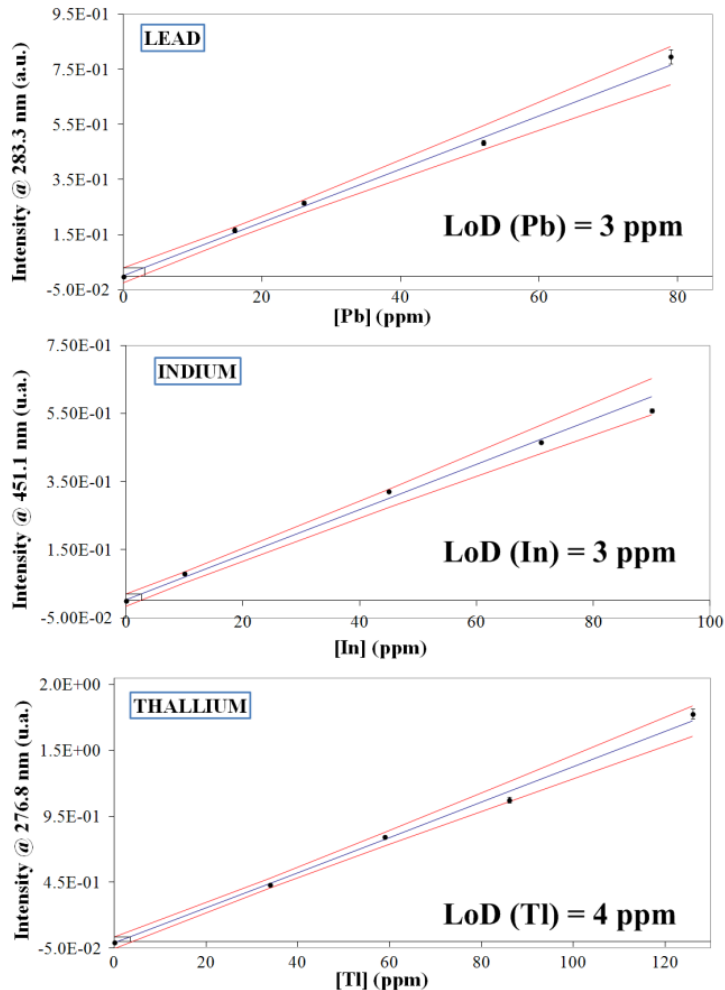 9.5E-01
LEAD
7.5E-01
5.5E-01
3.5E-01
1.5E-01
-5.0E-02
Intensity @ 283.3 nm (a.u.)
LoD (Pb) = 3 ppm
0 20 40 60 80
[Pb] (ppm)
7.50E-01
INDIUM
5.50E-01
3.50E-01
1.50E-01
-5.00E-02
Intensity @ 451.1 nm (u.a.)
LoD (In) = 3 ppm
0 20 40 60 80 100
[In] (ppm)
2.0E+00
THALLIUM
1.5E+00
9.5E-01
4.5E-01
-5.0E-02
Intensity @ 276.8 nm (u.a.)
LoD (Tl) = 4 ppm
0 20 40 60 80 100 120
[Tl] (ppm)